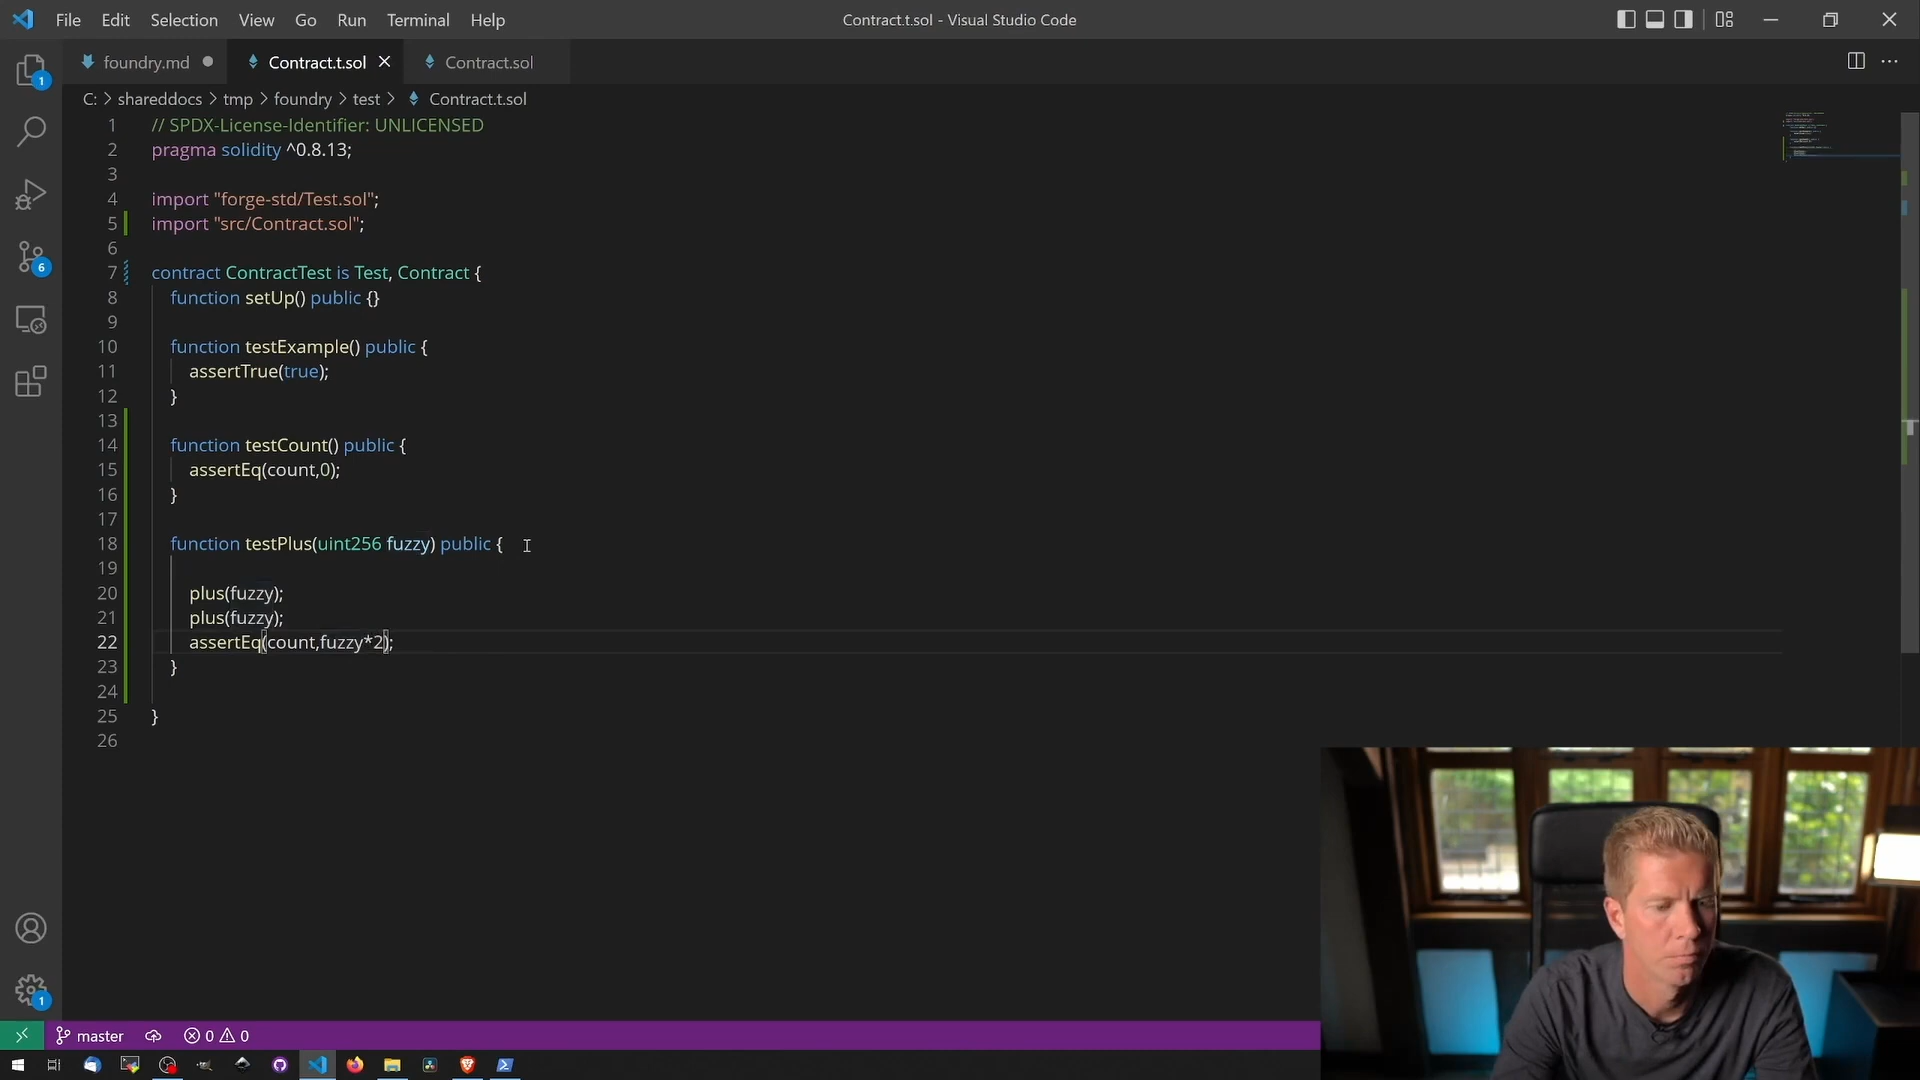 File Edit Selection View Go Run Terminal Help
Contract.t.sol - Visual Studio Code
foundry.md Contract.t.sol Contract.sol
C: > shareddocs > tmp > foundry > test > Contract.t.sol
1 // SPDX-License-Identifier: UNLICENSED
2 pragma solidity ^0.8.13;
3
4 import "forge-std/Test.sol";
5 import "src/Contract.sol";
6
7 contract ContractTest is Test, Contract {
8 function setUp() public {}
9
10 function testExample() public {
11 assertTrue(true);
12 }
13
14 function testCount() public {
15 assertEq(count,0);
16 }
17
18 function testPlus(uint256 fuzzy) public {
19
20 plus(fuzzy);
21 plus(fuzzy);
22 assertEq(count,fuzzy*2);
23 }
24
25 }
26
1
6
1
master 0 0